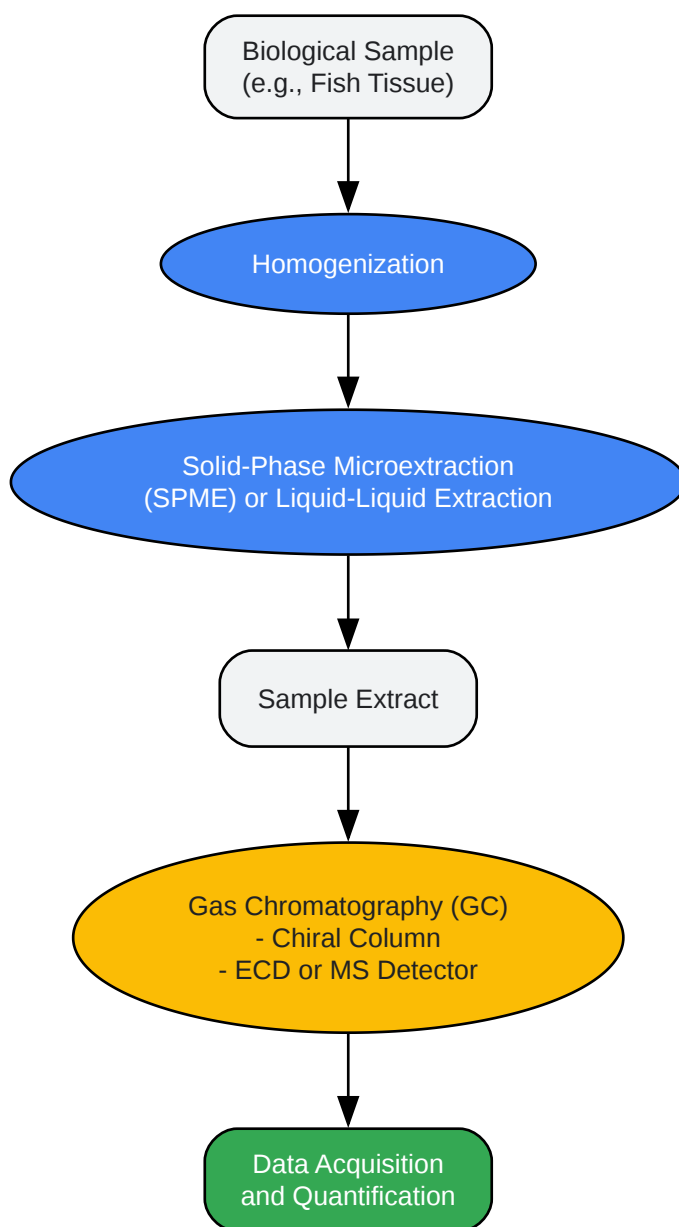 Biological Sample
(e.g., Fish Tissue)
Homogenization
Solid-Phase Microextraction
(SPME) or Liquid-Liquid Extraction
Sample Extract
Gas Chromatography (GC)
- Chiral Column
- ECD or MS Detector
Data Acquisition
and Quantification